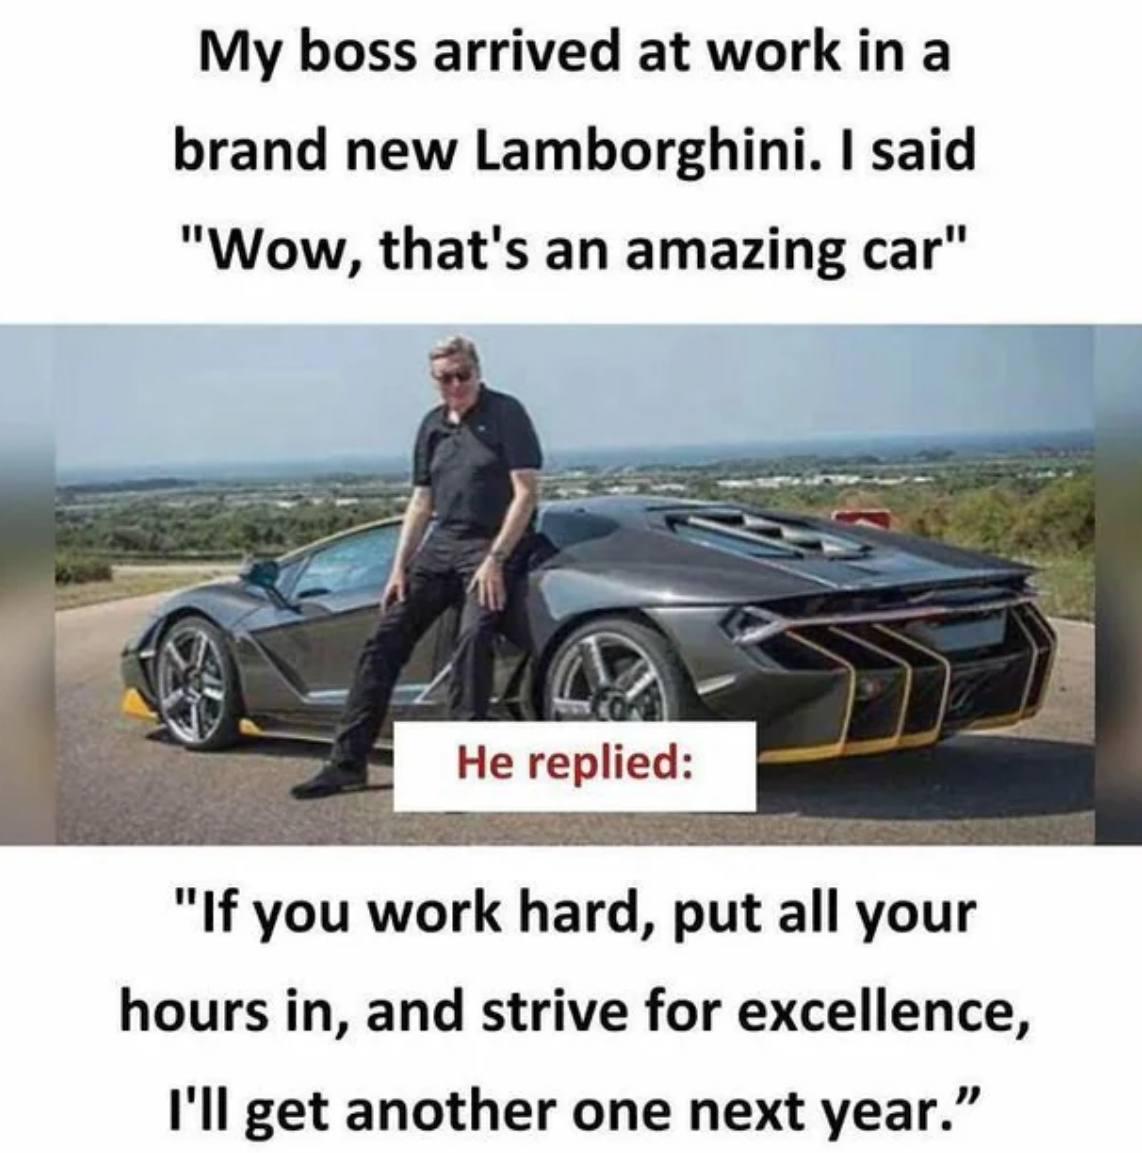 My boss arrived at work in a
brand new Lamborghini. I said
"Wow, that's an amazing car"
He replied:
"If you work hard, put all your
hours in, and strive for excellence,
I'll get another one next year.”